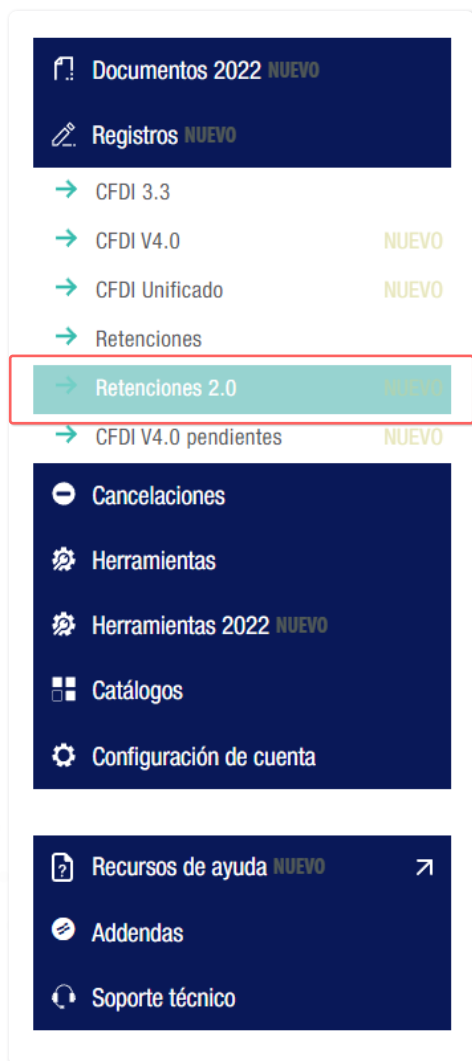 Documentos 2022 NUEVO
Registros NUEVO
CFDI 3.3
CFDI V4.0 NUEVO
CFDI Unificado NUEVO
Retenciones
Retenciones 2.0 NUEVO
CFDI V4.0 pendientes NUEVO
Cancelaciones
Herramientas
Herramientas 2022 NUEVO
Catálogos
Configuración de cuenta
Recursos de ayuda NUEVO
Addendas
Soporte técnico